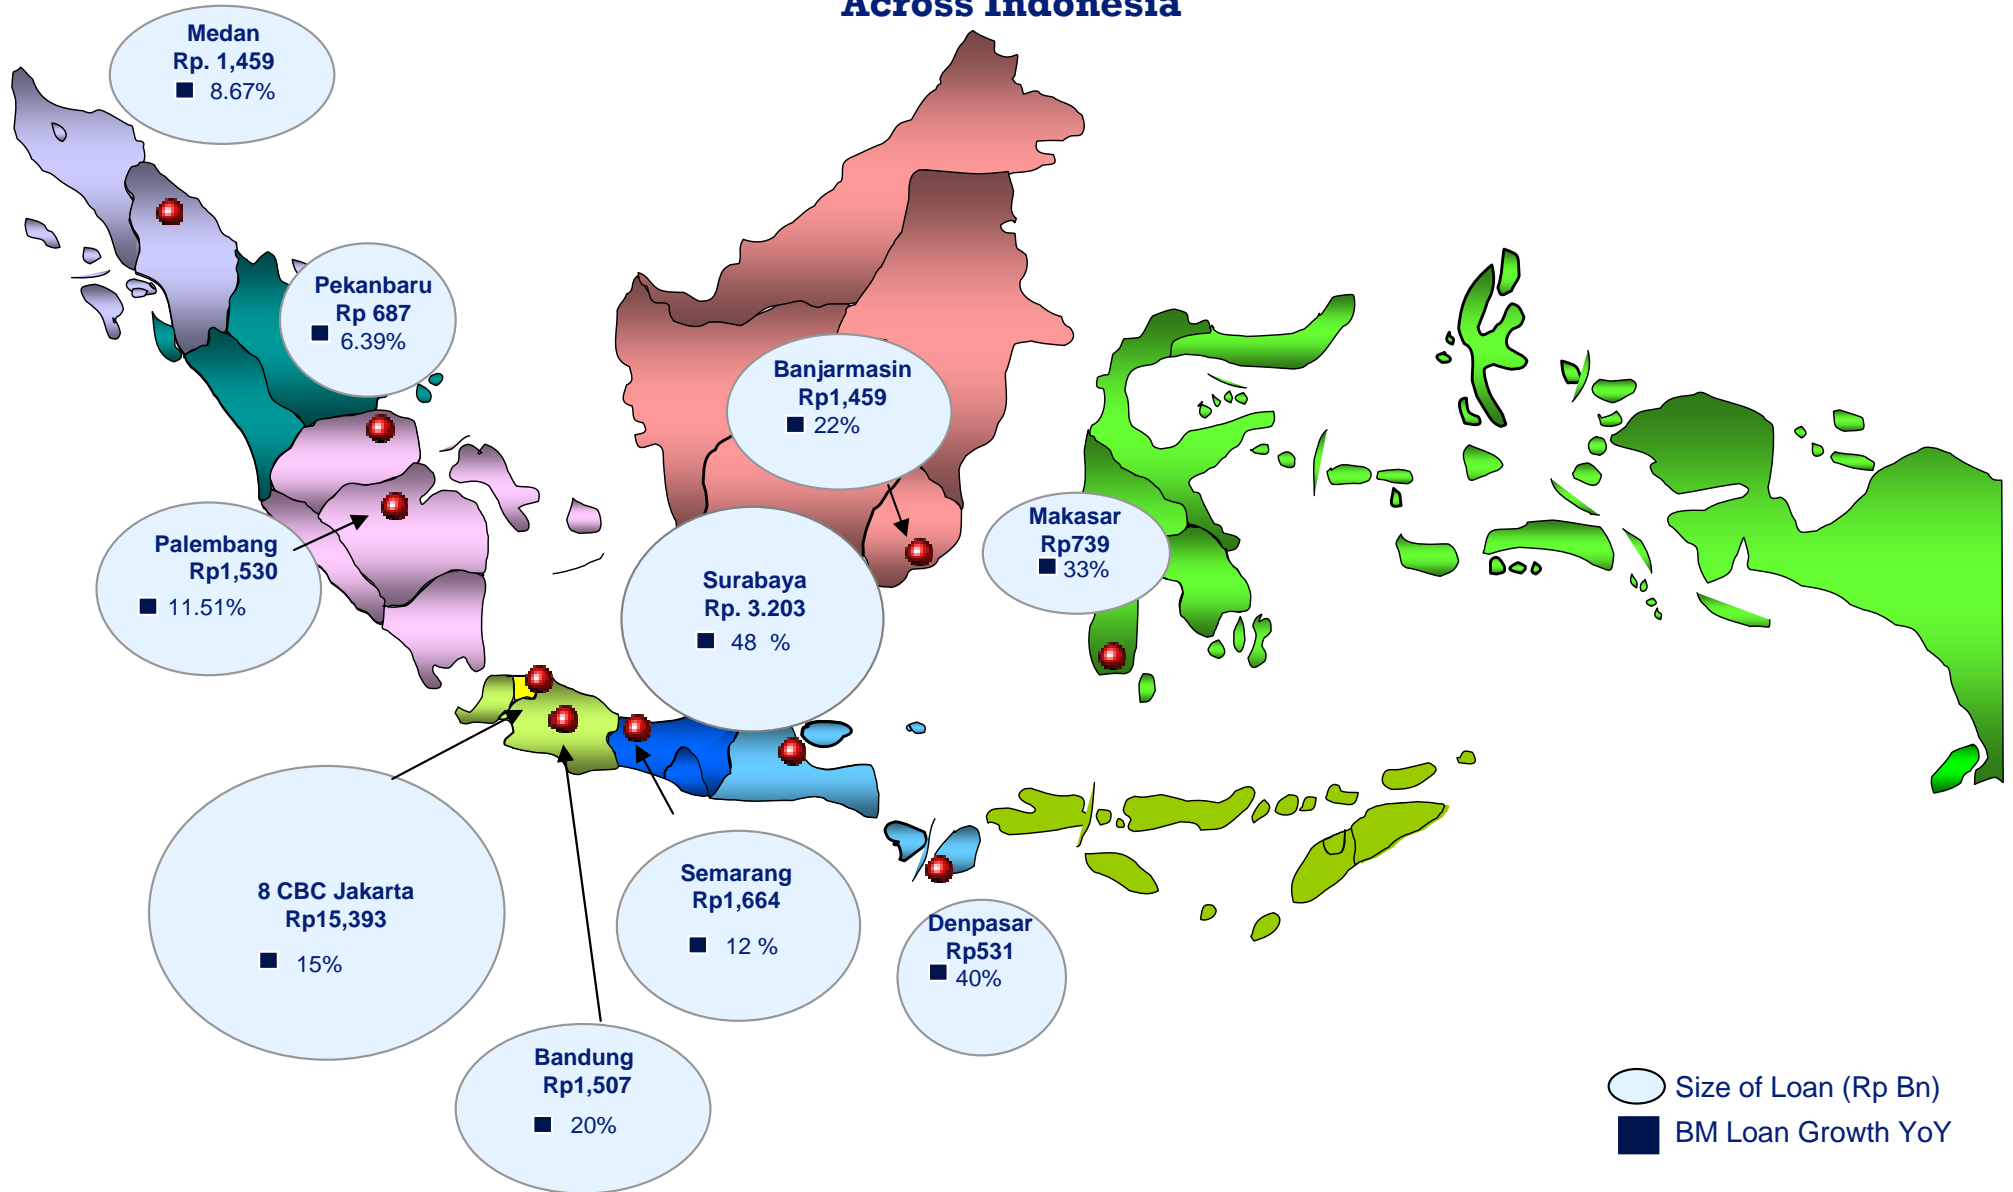 Across Indonesia
Medan
Rp. 1,459
8.67%
Pekanbaru
Rp 687
6.39%
Banjarmasin
Rp1,459
22%
Makasar
Rp739
33%
Palembang
Rp1,530
11.51%
Surabaya
Rp. 3.203
48 %
8 CBC Jakarta
Rp15,393
15%
Semarang
Rp1,664
12 %
Denpasar
Rp531
40%
Bandung
Rp1,507
20%
Size of Loan (Rp Bn)
BM Loan Growth YoY